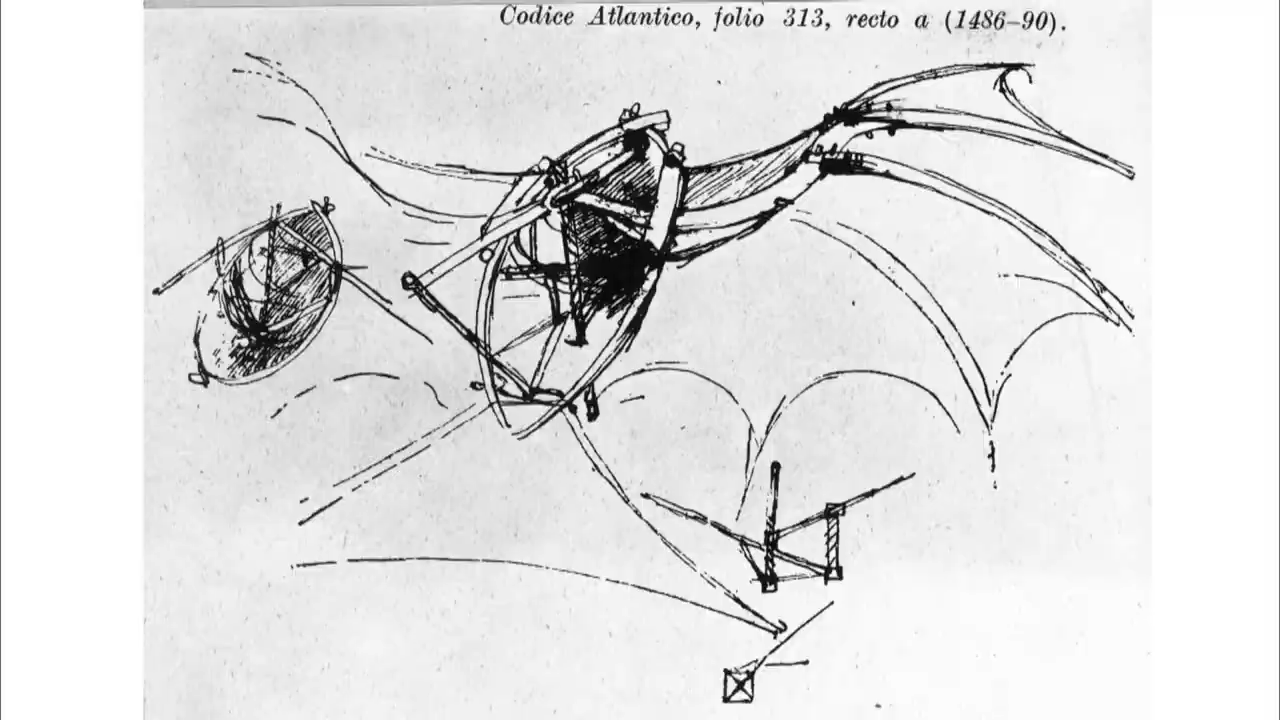 Codice Atlantico, folio 313, recto a (1486–90).